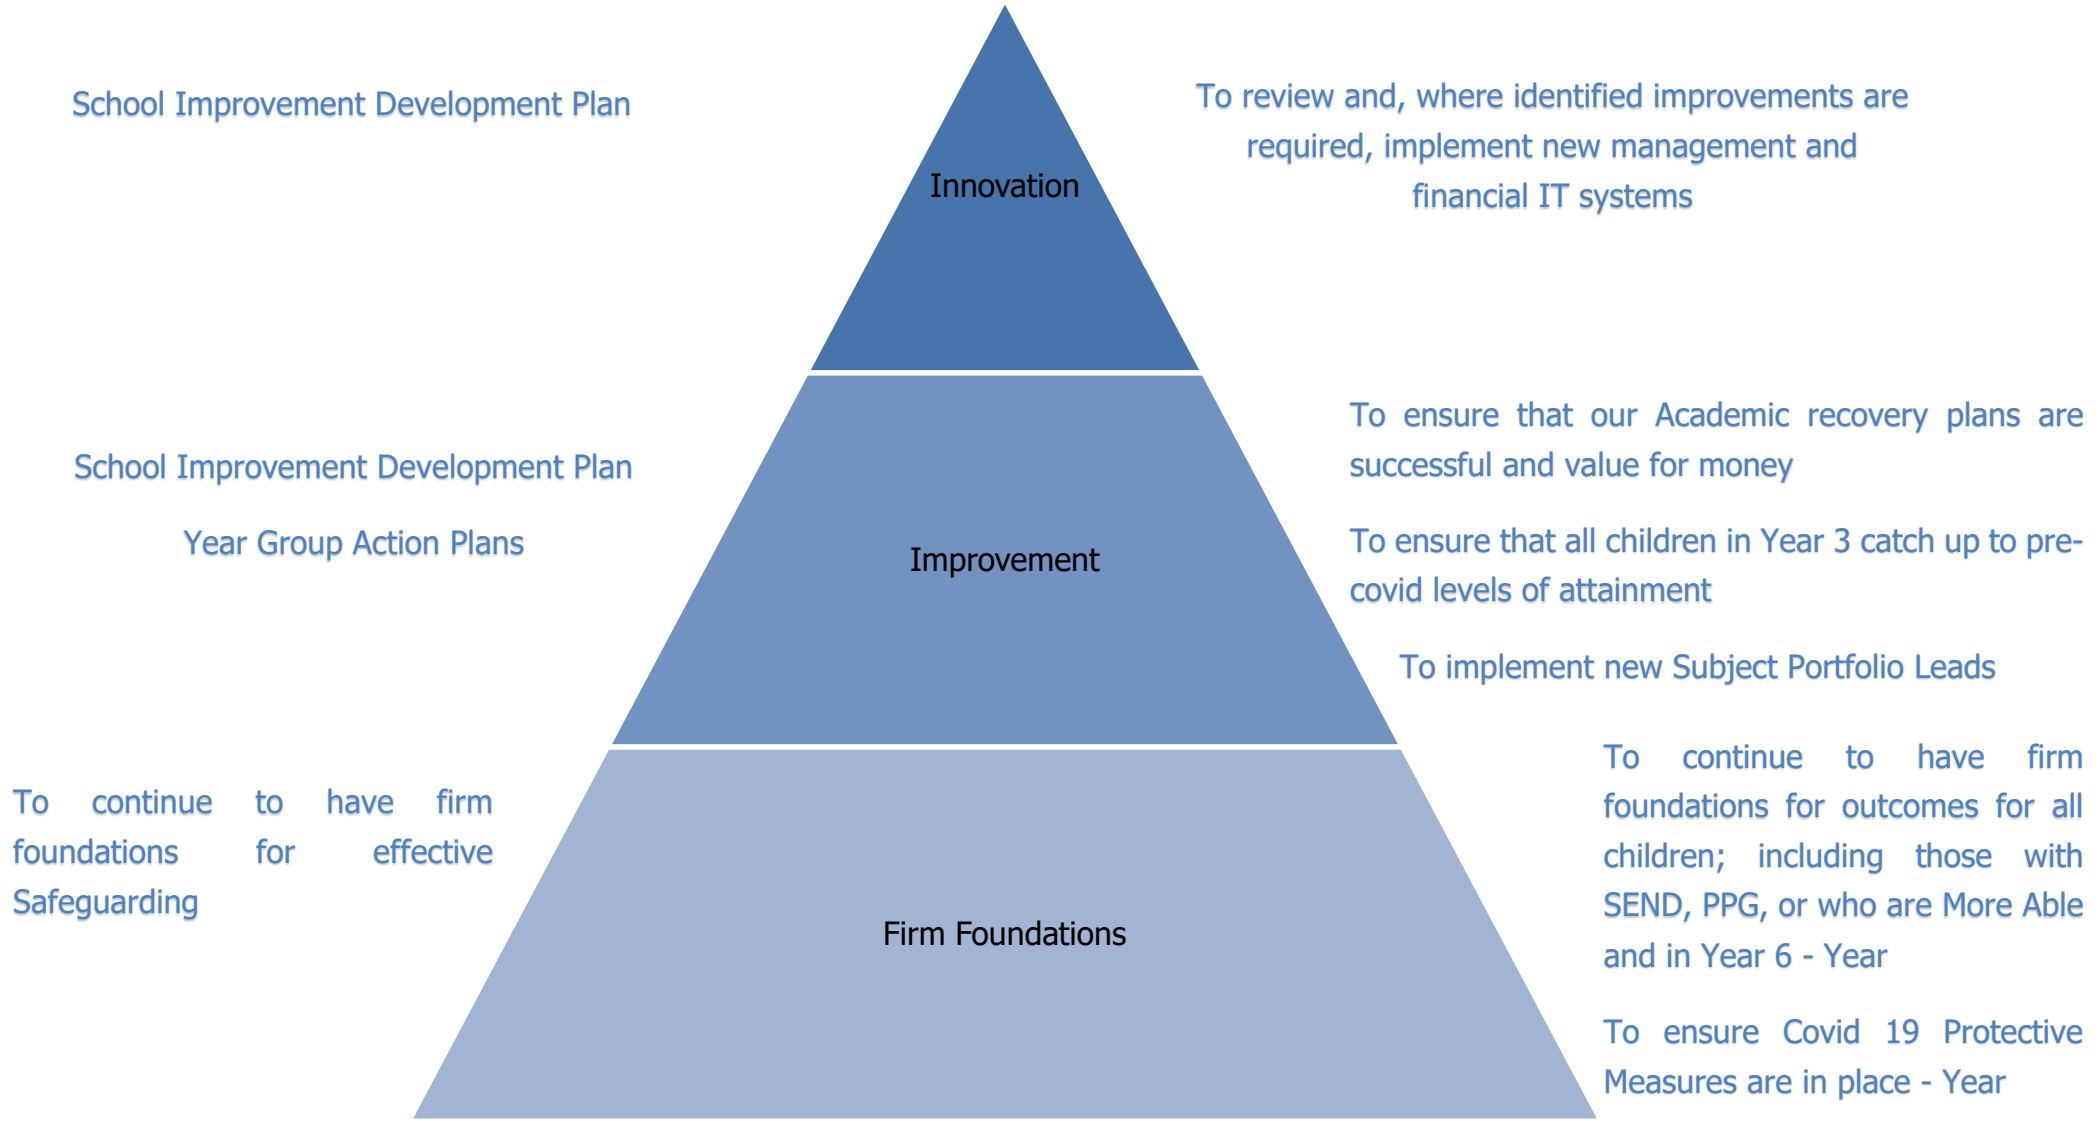 School Improvement Development Plan
To review and, where identified improvements are
required, implement new management and
financial IT systems
Innovation
School Improvement Development Plan
Year Group Action Plans
Improvement
To ensure that our Academic recovery plans are
successful and value for money
To ensure that all children in Year 3 catch up to pre-
covid levels of attainment
To implement new Subject Portfolio Leads
To continue to have firm
foundations for effective
Safeguarding
Firm Foundations
To continue to have firm
foundations for outcomes for all
children; including those with
SEND, PPG, or who are More Able
and in Year 6 - Year
To ensure Covid 19 Protective
Measures are in place - Year